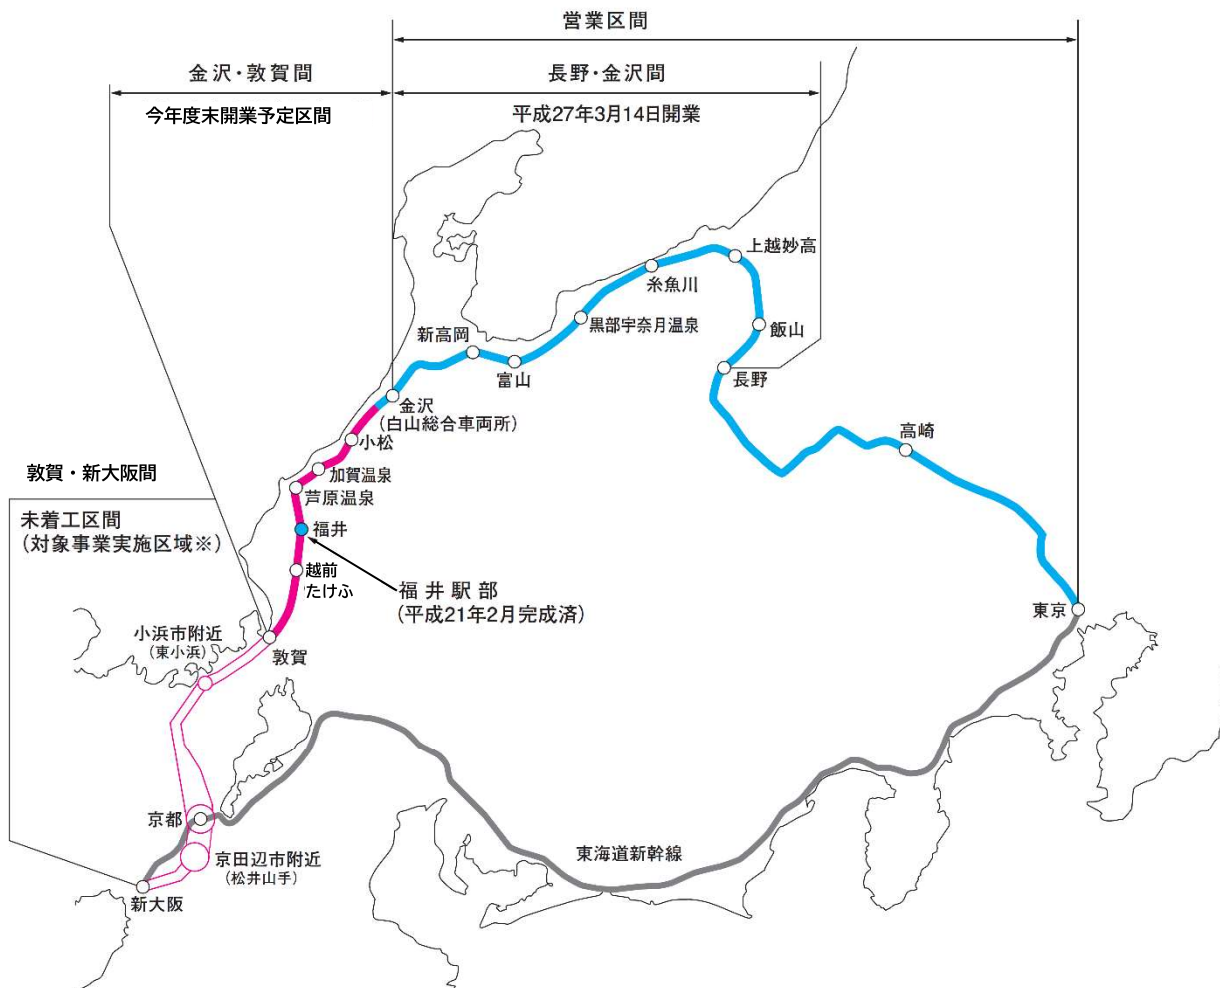 営業区間
金沢・敦賀間
長野・金沢間
今年度末開業予定区間
平成27年3月14日開業
上越妙高
糸魚川
黒部宇奈月温泉
飯山
新高岡
富山
長野
金沢
(白山総合車両所)
小松
高崎
加賀温泉
敦賀・新大阪間
芦原温泉
未着工区間
(対象事業実施区域※)
福井
越前
たけふ
福井駅部
(平成21年2月完成済)
東京
小浜市附近
(東小浜)
敦賀
京都
京田辺市附近
(松井山手)
東海道新幹線
新大阪